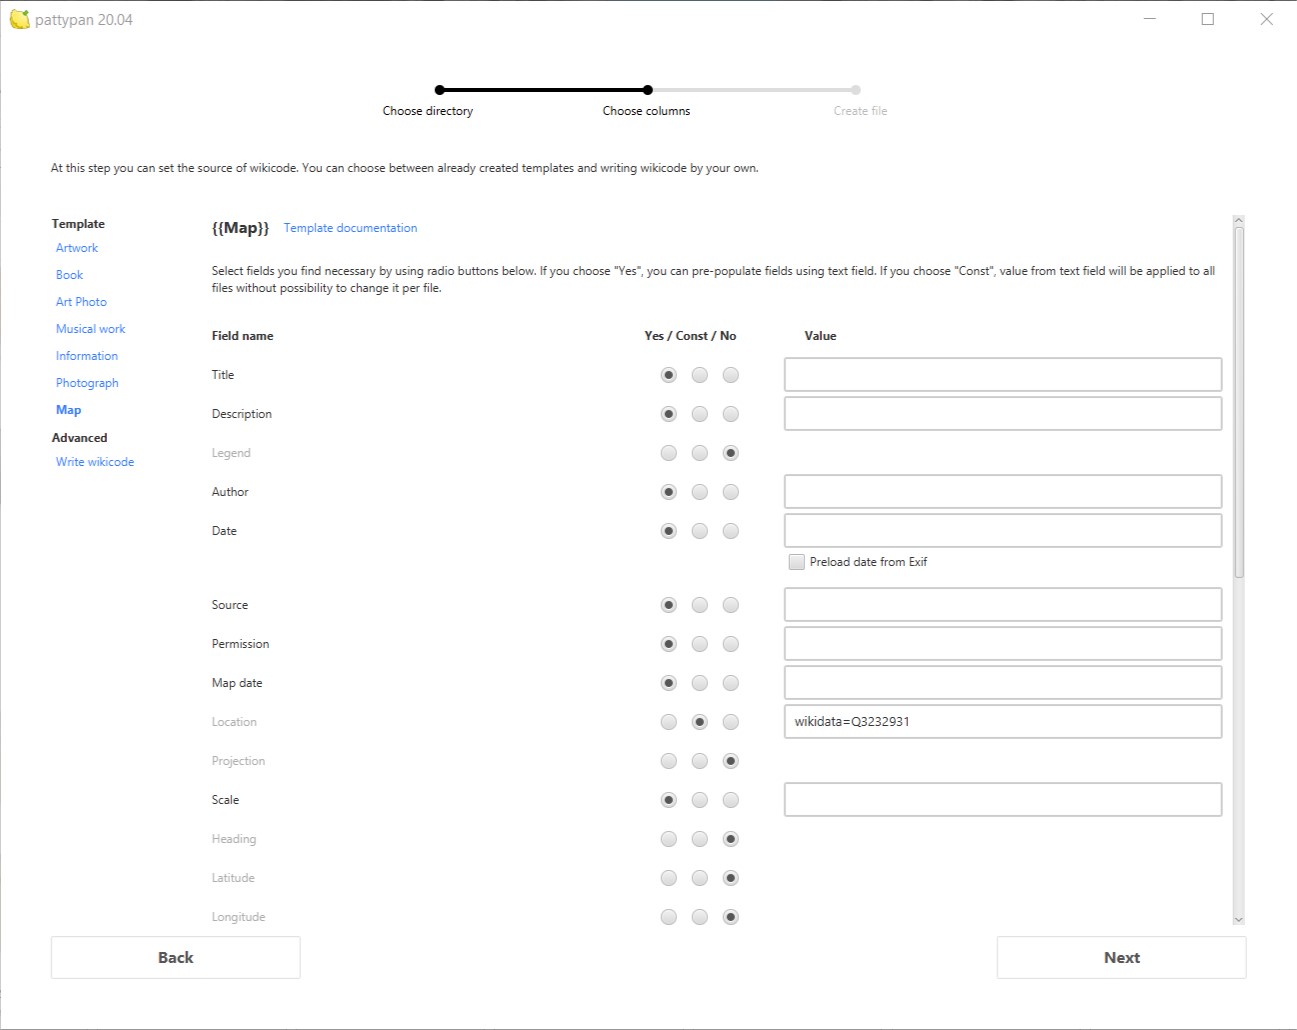 pattypan 20.04
Choose directory
Choose columns
Create file
At this step you can set the source of wikicode. You can choose between already created templates and writing wikicode by your own.
Template
Artwork
Book
Art Photo
Musical work
Information
Photograph
Map
Advanced
Write wikicode
{{Map}} Template documentation
Select fields you find necessary by using radio buttons below. If you choose "Yes", you can pre-populate fields using text field. If you choose "Const", value from text field will be applied to all
files without possibility to change it per file.
Field name Yes / Const / No Value
Title
Description
Legend
Author
Date
Preload date from Exif
Source
Permission
Map date
Location wikidata=Q3232931
Projection
Scale
Heading
Latitude
Longitude
Back
Next